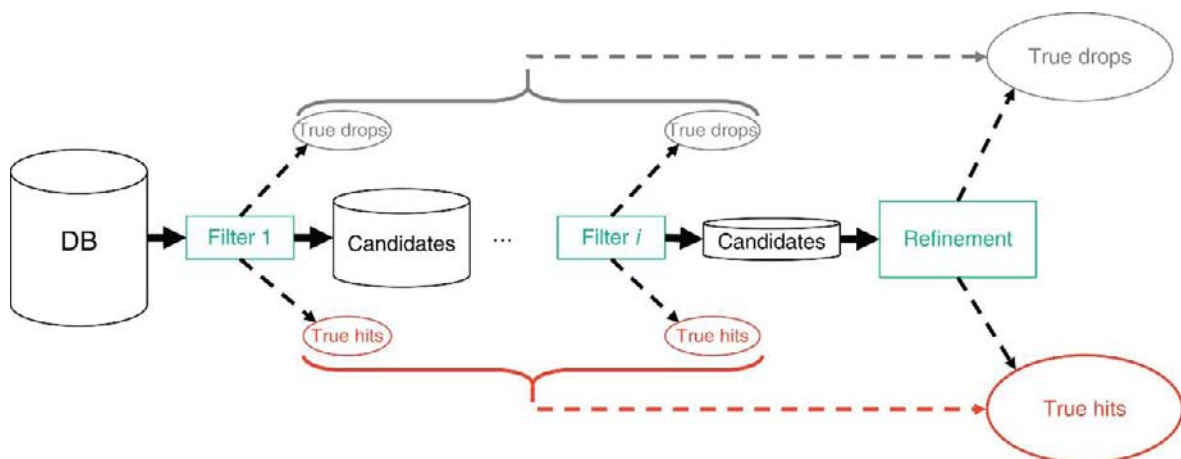 True drops
True drops
True drops
DB
Filter 1
Candidates
...
Filter i
Candidates
Refinement
True hits
True hits
True hits